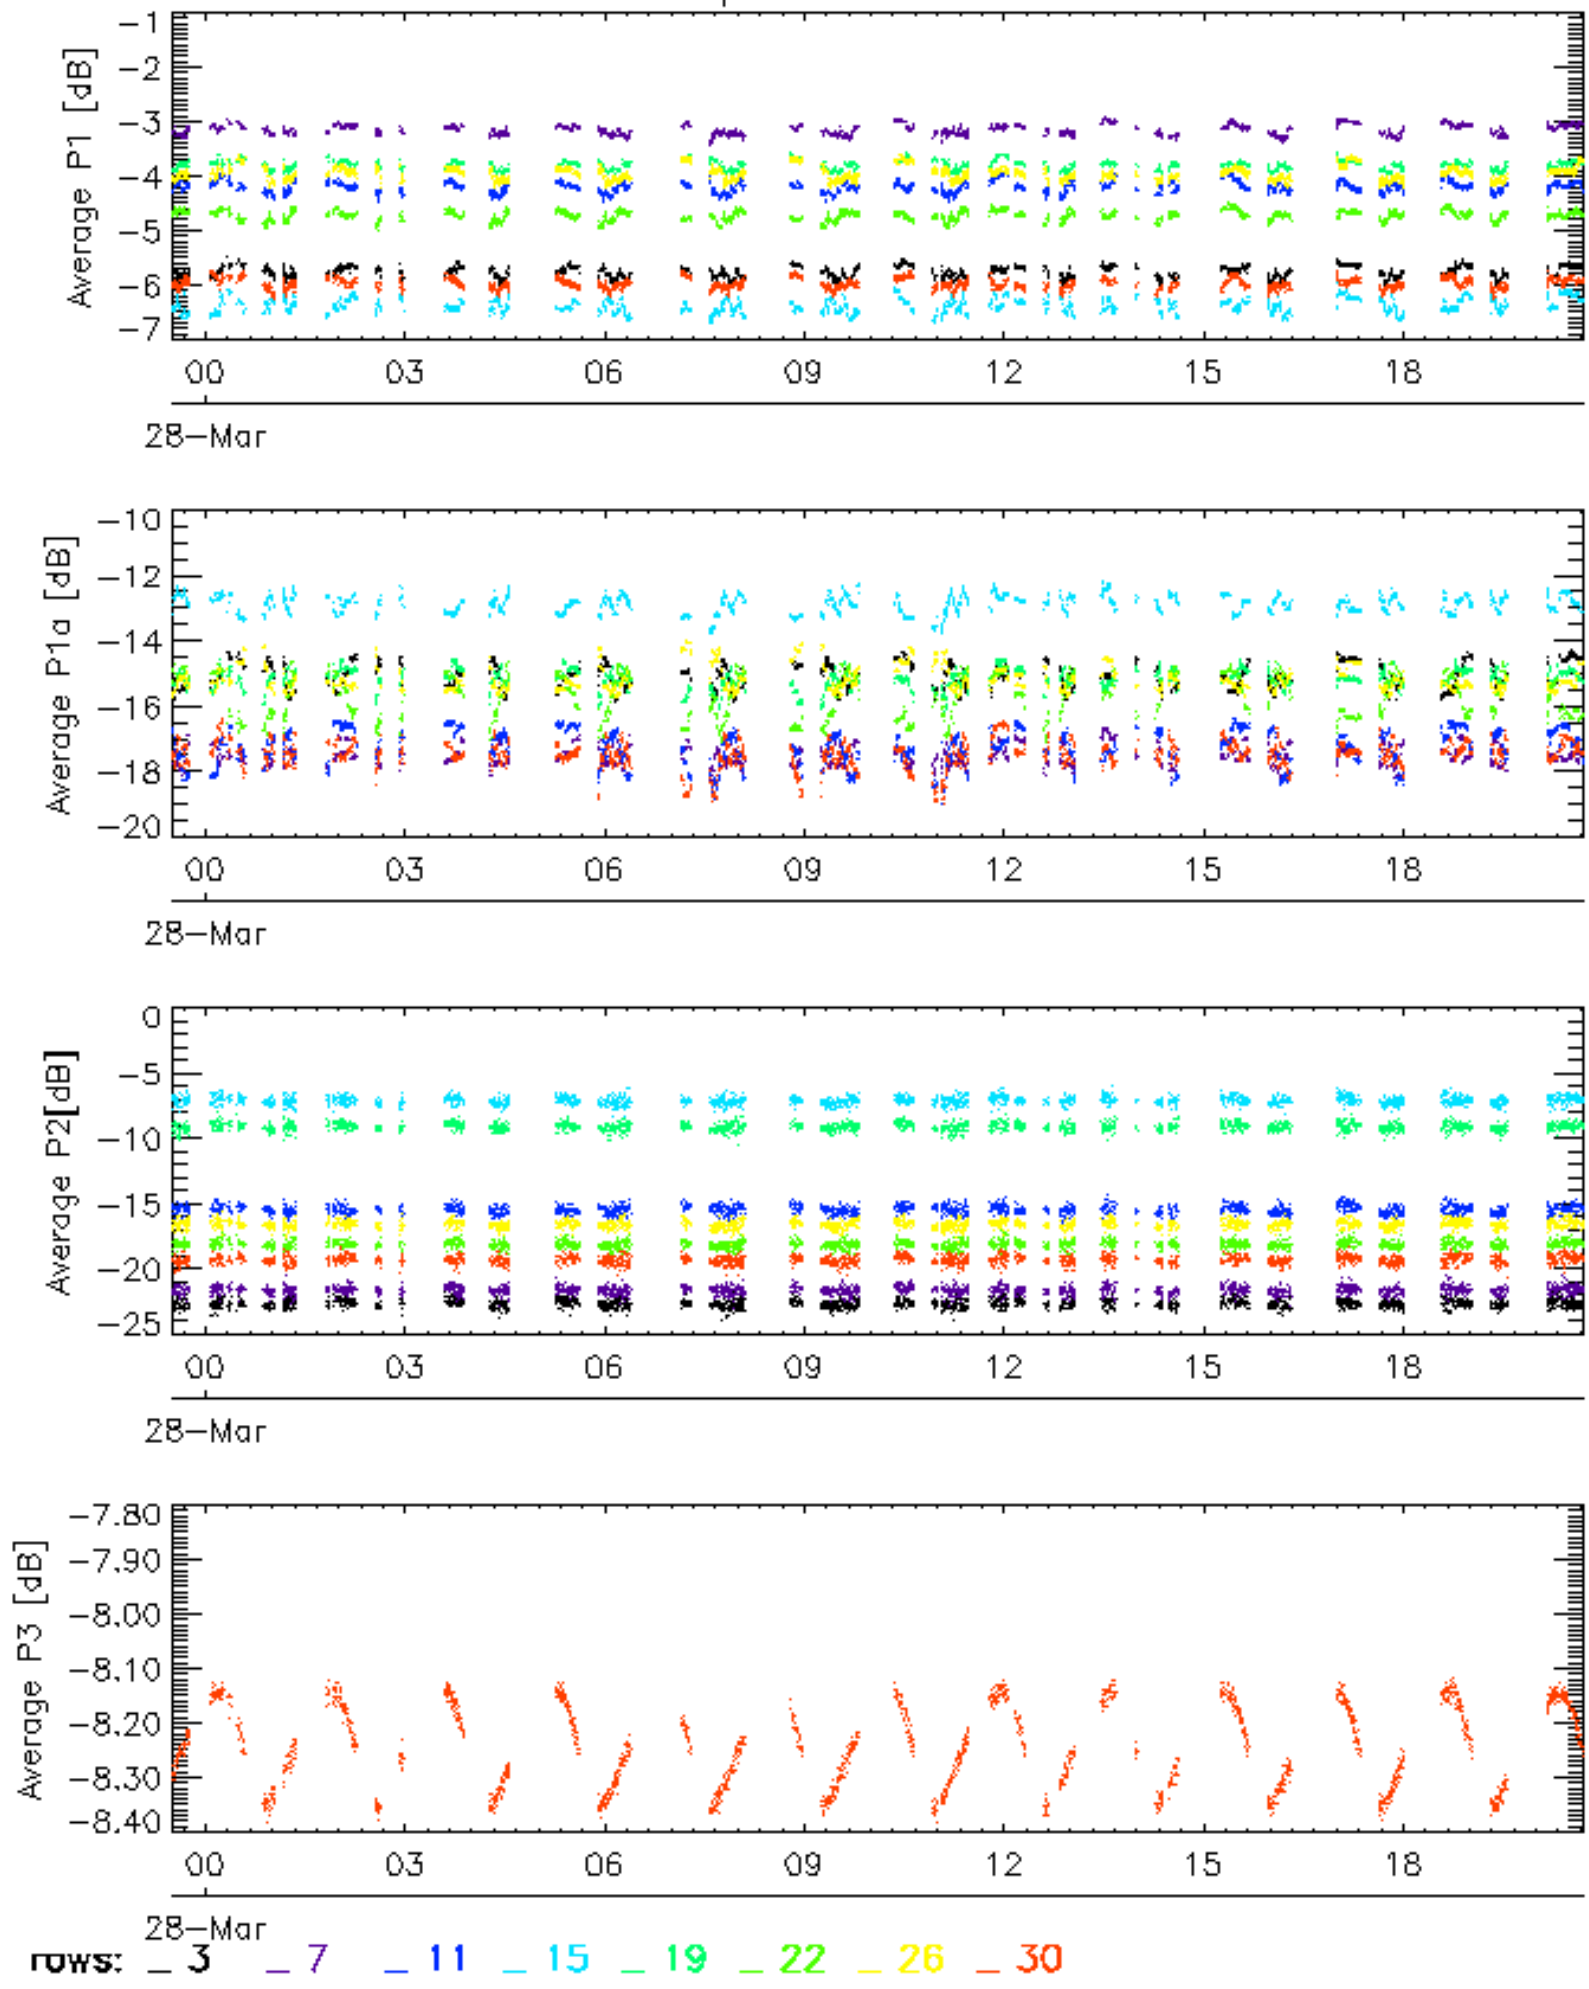 Average P1 [dB]
-1
-2
-3
-4
-5
-6
-7
00 03 06 09 12 15 18
28-Mar
Average P1a [dB]
-10
-12
-14
-16
-18
-20
00 03 06 09 12 15 18
28-Mar
Average P2[dB]
0
-5
-10
-15
-20
-25
00 03 06 09 12 15 18
28-Mar
Average P3 [dB]
-7.80
-7.90
-8.00
-8.10
-8.20
-8.30
-8.40
00 03 06 09 12 15 18
28-Mar
rows: _ 3 _ 7 _ 11 _ 15 _ 19 _ 22 _ 26 _ 30